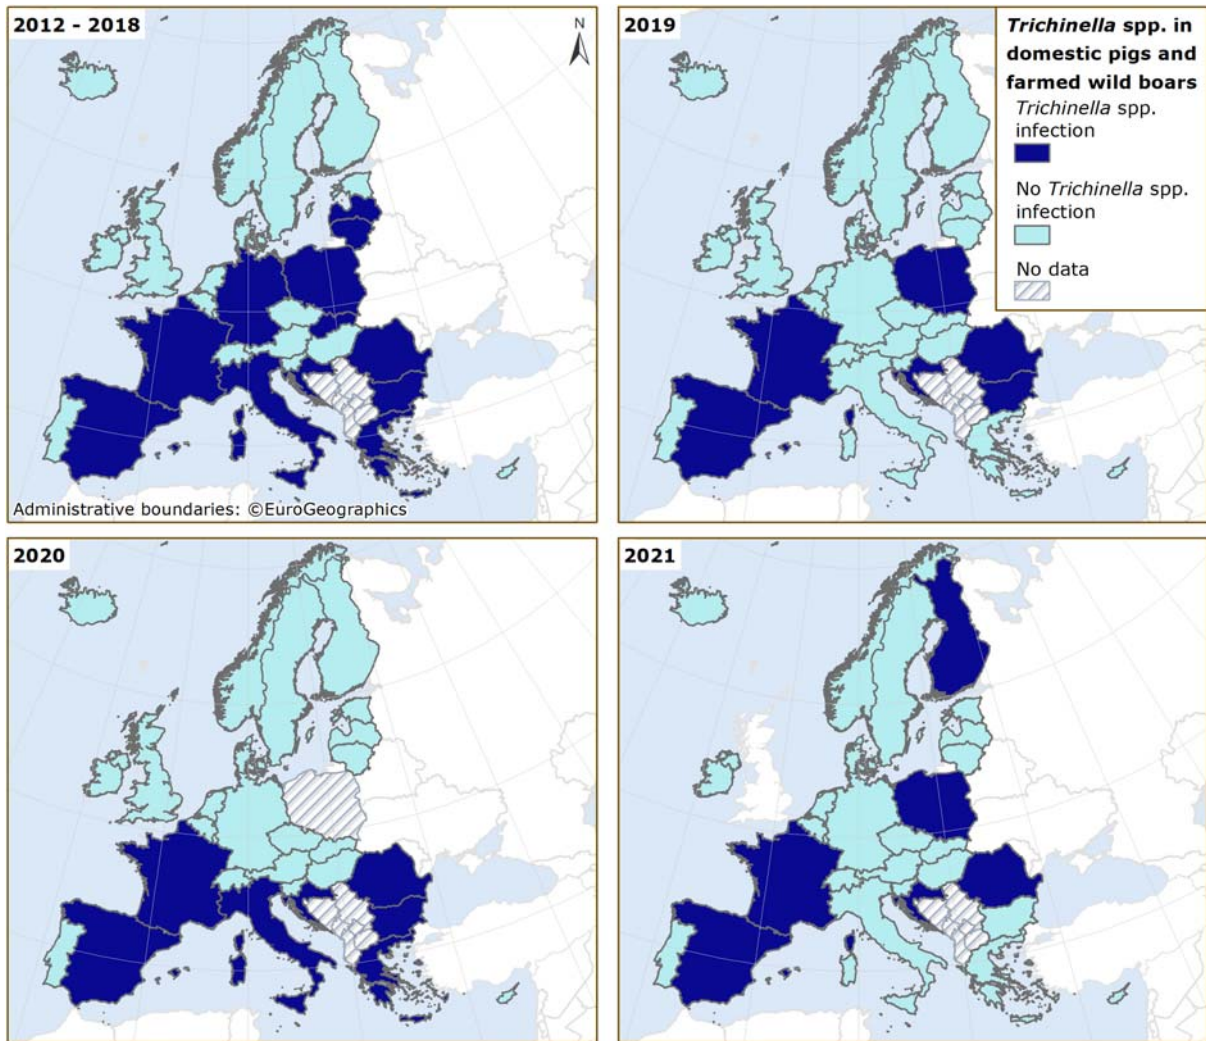 2012 - 2018
N
Administrative boundaries: ©EuroGeographics
2019
Trichinella spp. in
domestic pigs and
farmed wild boars
Trichinella spp.
infection
No Trichinella spp.
infection
No data
2020
2021